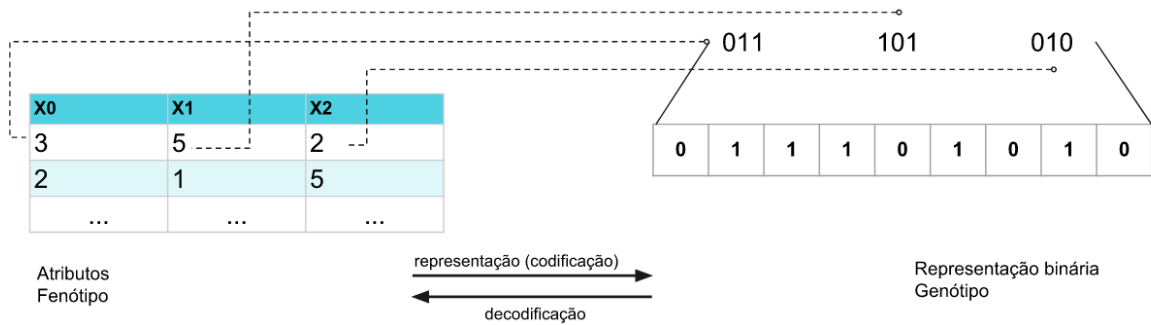 011 101 010
X0 X1 X2
3 5 2
2 1 5
... ... ...
0 1 1 1 0 1 0 1 0
representação (codificação)
decodificação
Atributos
Fenótipo
Representação binária
Genótipo